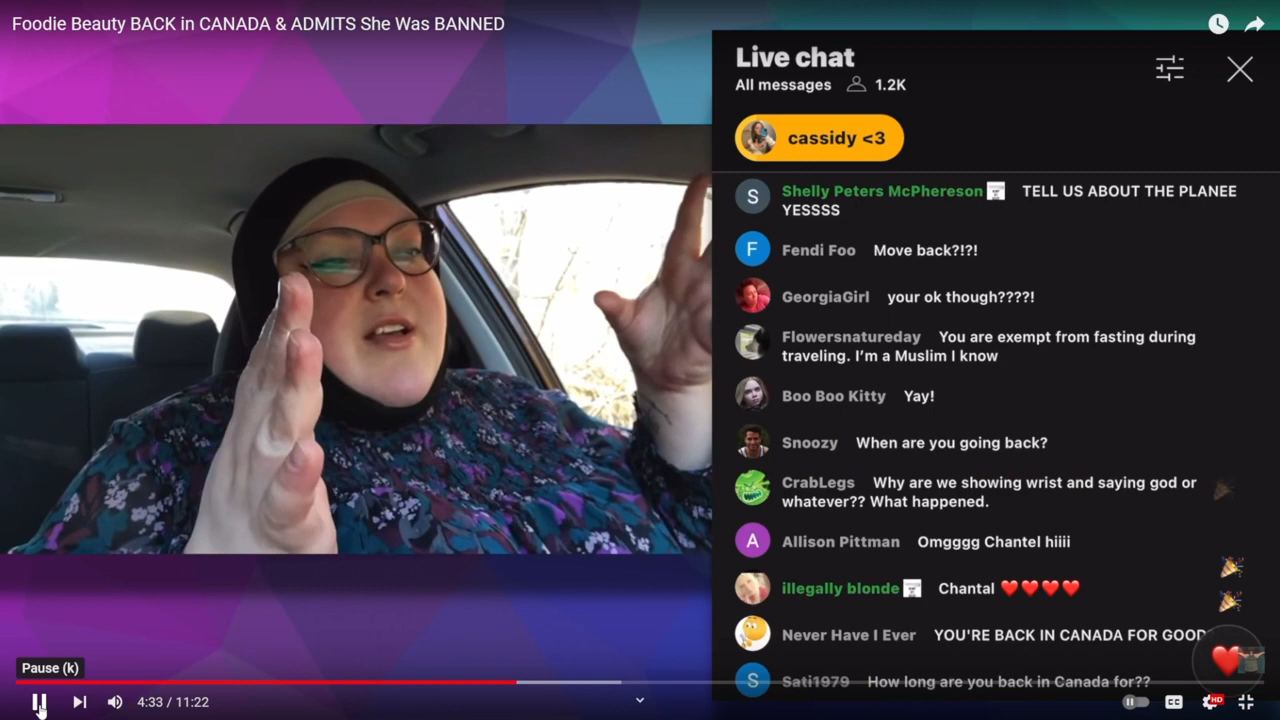 Foodie Beauty BACK in CANADA & ADMITS She Was BANNED
Live chat
All messages 1.2K
cassidy <3
S Shelly Peters McPhereson TELL US ABOUT THE PLANEE
YESSSS
F Fendi Foo Move back?!?!
GeorgiaGirl your ok though????!
Flowersnatureday You are exempt from fasting during
traveling. I'm a Muslim I know
Boo Boo Kitty Yay!
Snoozy When are you going back?
CrabLegs Why are we showing wrist and saying god or
whatever?? What happened.
A Allison Pittman Omgggg Chantel hiiii
illegally blonde Chantal ❤️❤️❤️❤️
Never Have I Ever YOU'RE BACK IN CANADA FOR GOOD
S Sati1979 How long are you back in Canada for??
Pause (k)
4:33 / 11:22
CC
HD